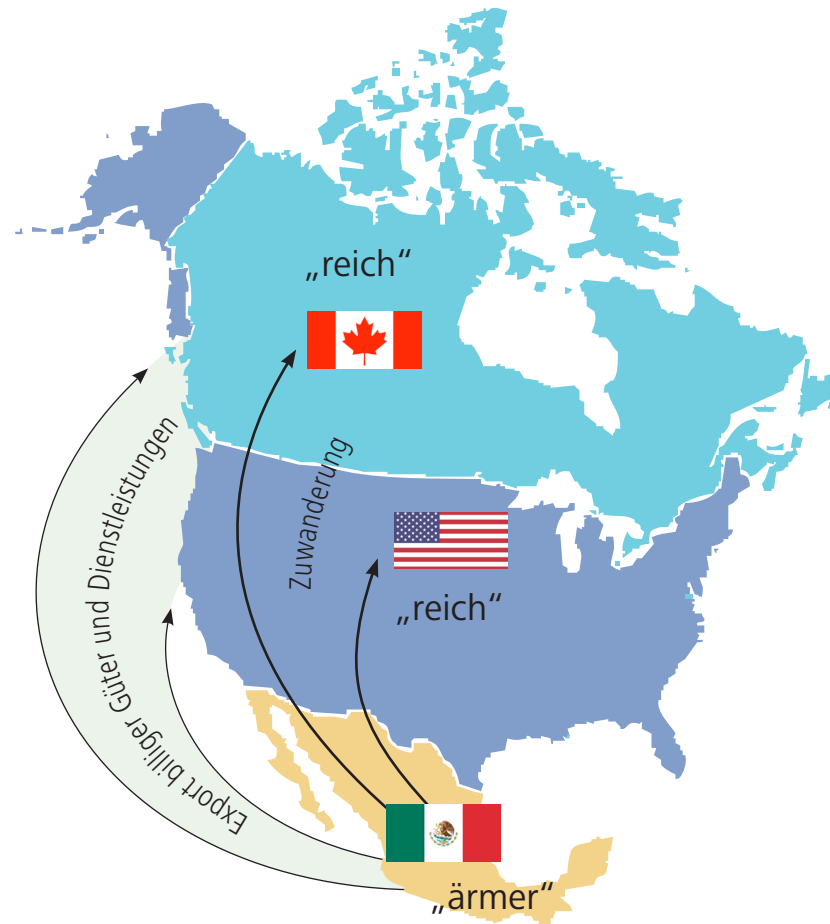 „reich“
Zuwanderung
„reich“
Export billiger Güter und Dienstleistungen
„ärmer“